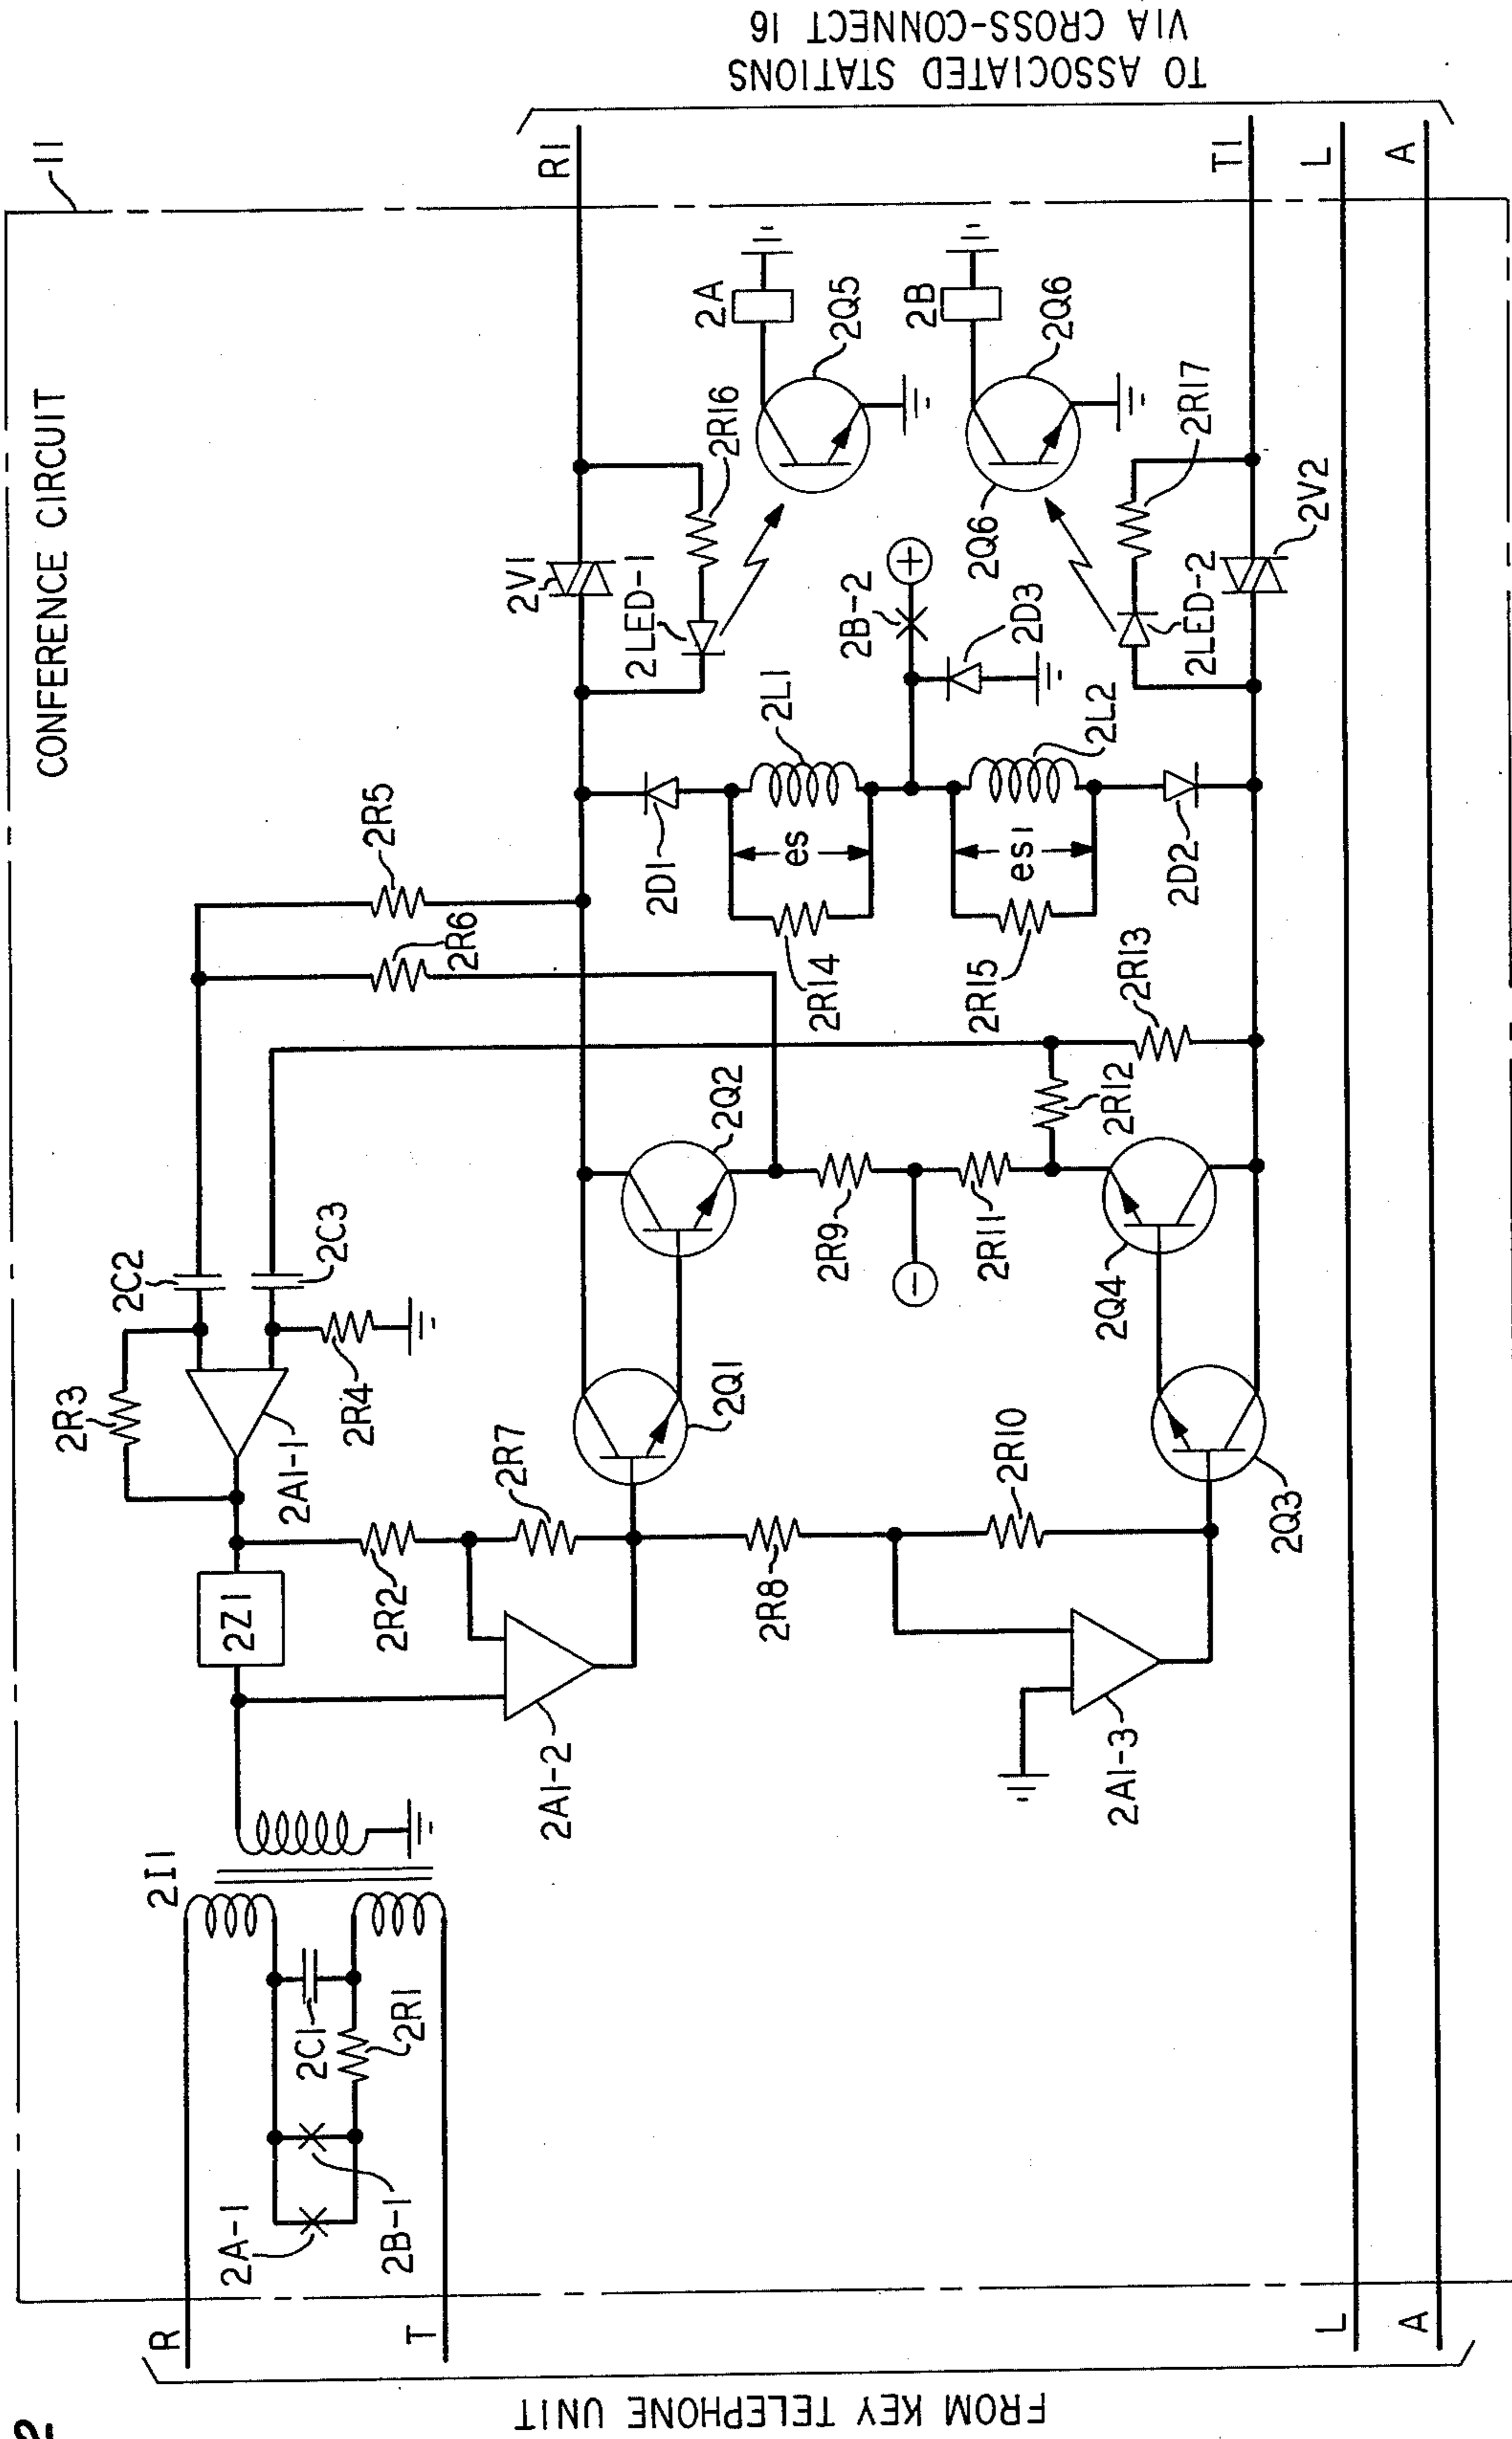 2
CONFERENCE CIRCUIT
11
FROM KEY TELEPHONE UNIT
TO ASSOCIATED STATIONS
VIA CROSS-CONNECT 16
R
T
L
A
R1
T1
L
A
2I1
2A-1
2B-1
2C1
2R1
2Z1
2R3
2A1-1
2R4
2C2
2C3
2R2
2R7
2A1-2
2R8
2R10
2A1-3
2Q1
2Q2
2Q3
2Q4
2R9
−
2R11
2R12
2R13
2R6
2R5
2R14
2R15
es
es1
2D1
2D2
2L1
2L2
2D3
2B-2
+
2V1
2LED-1
2R16
2A
2Q5
2B
2Q6
2Q6
2R17
2LED-2
2V2